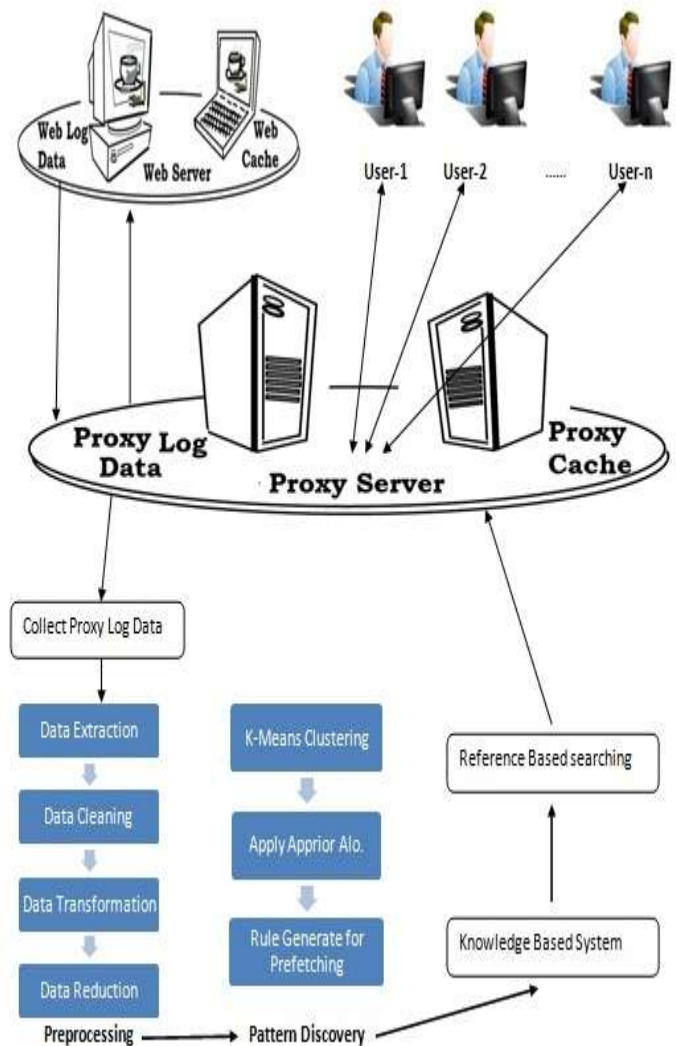 Web Log
Data
Web Server
Web
Cache
User-1
User-2
......
User-n
Proxy Log
Data
Proxy Server
Proxy
Cache
Collect Proxy Log Data
Data Extraction
Data Cleaning
Data Transformation
Data Reduction
Preprocessing
K-Means Clustering
Apply Apprior Alo.
Rule Generate for
Prefetching
Pattern Discovery
Reference Based searching
Knowledge Based System